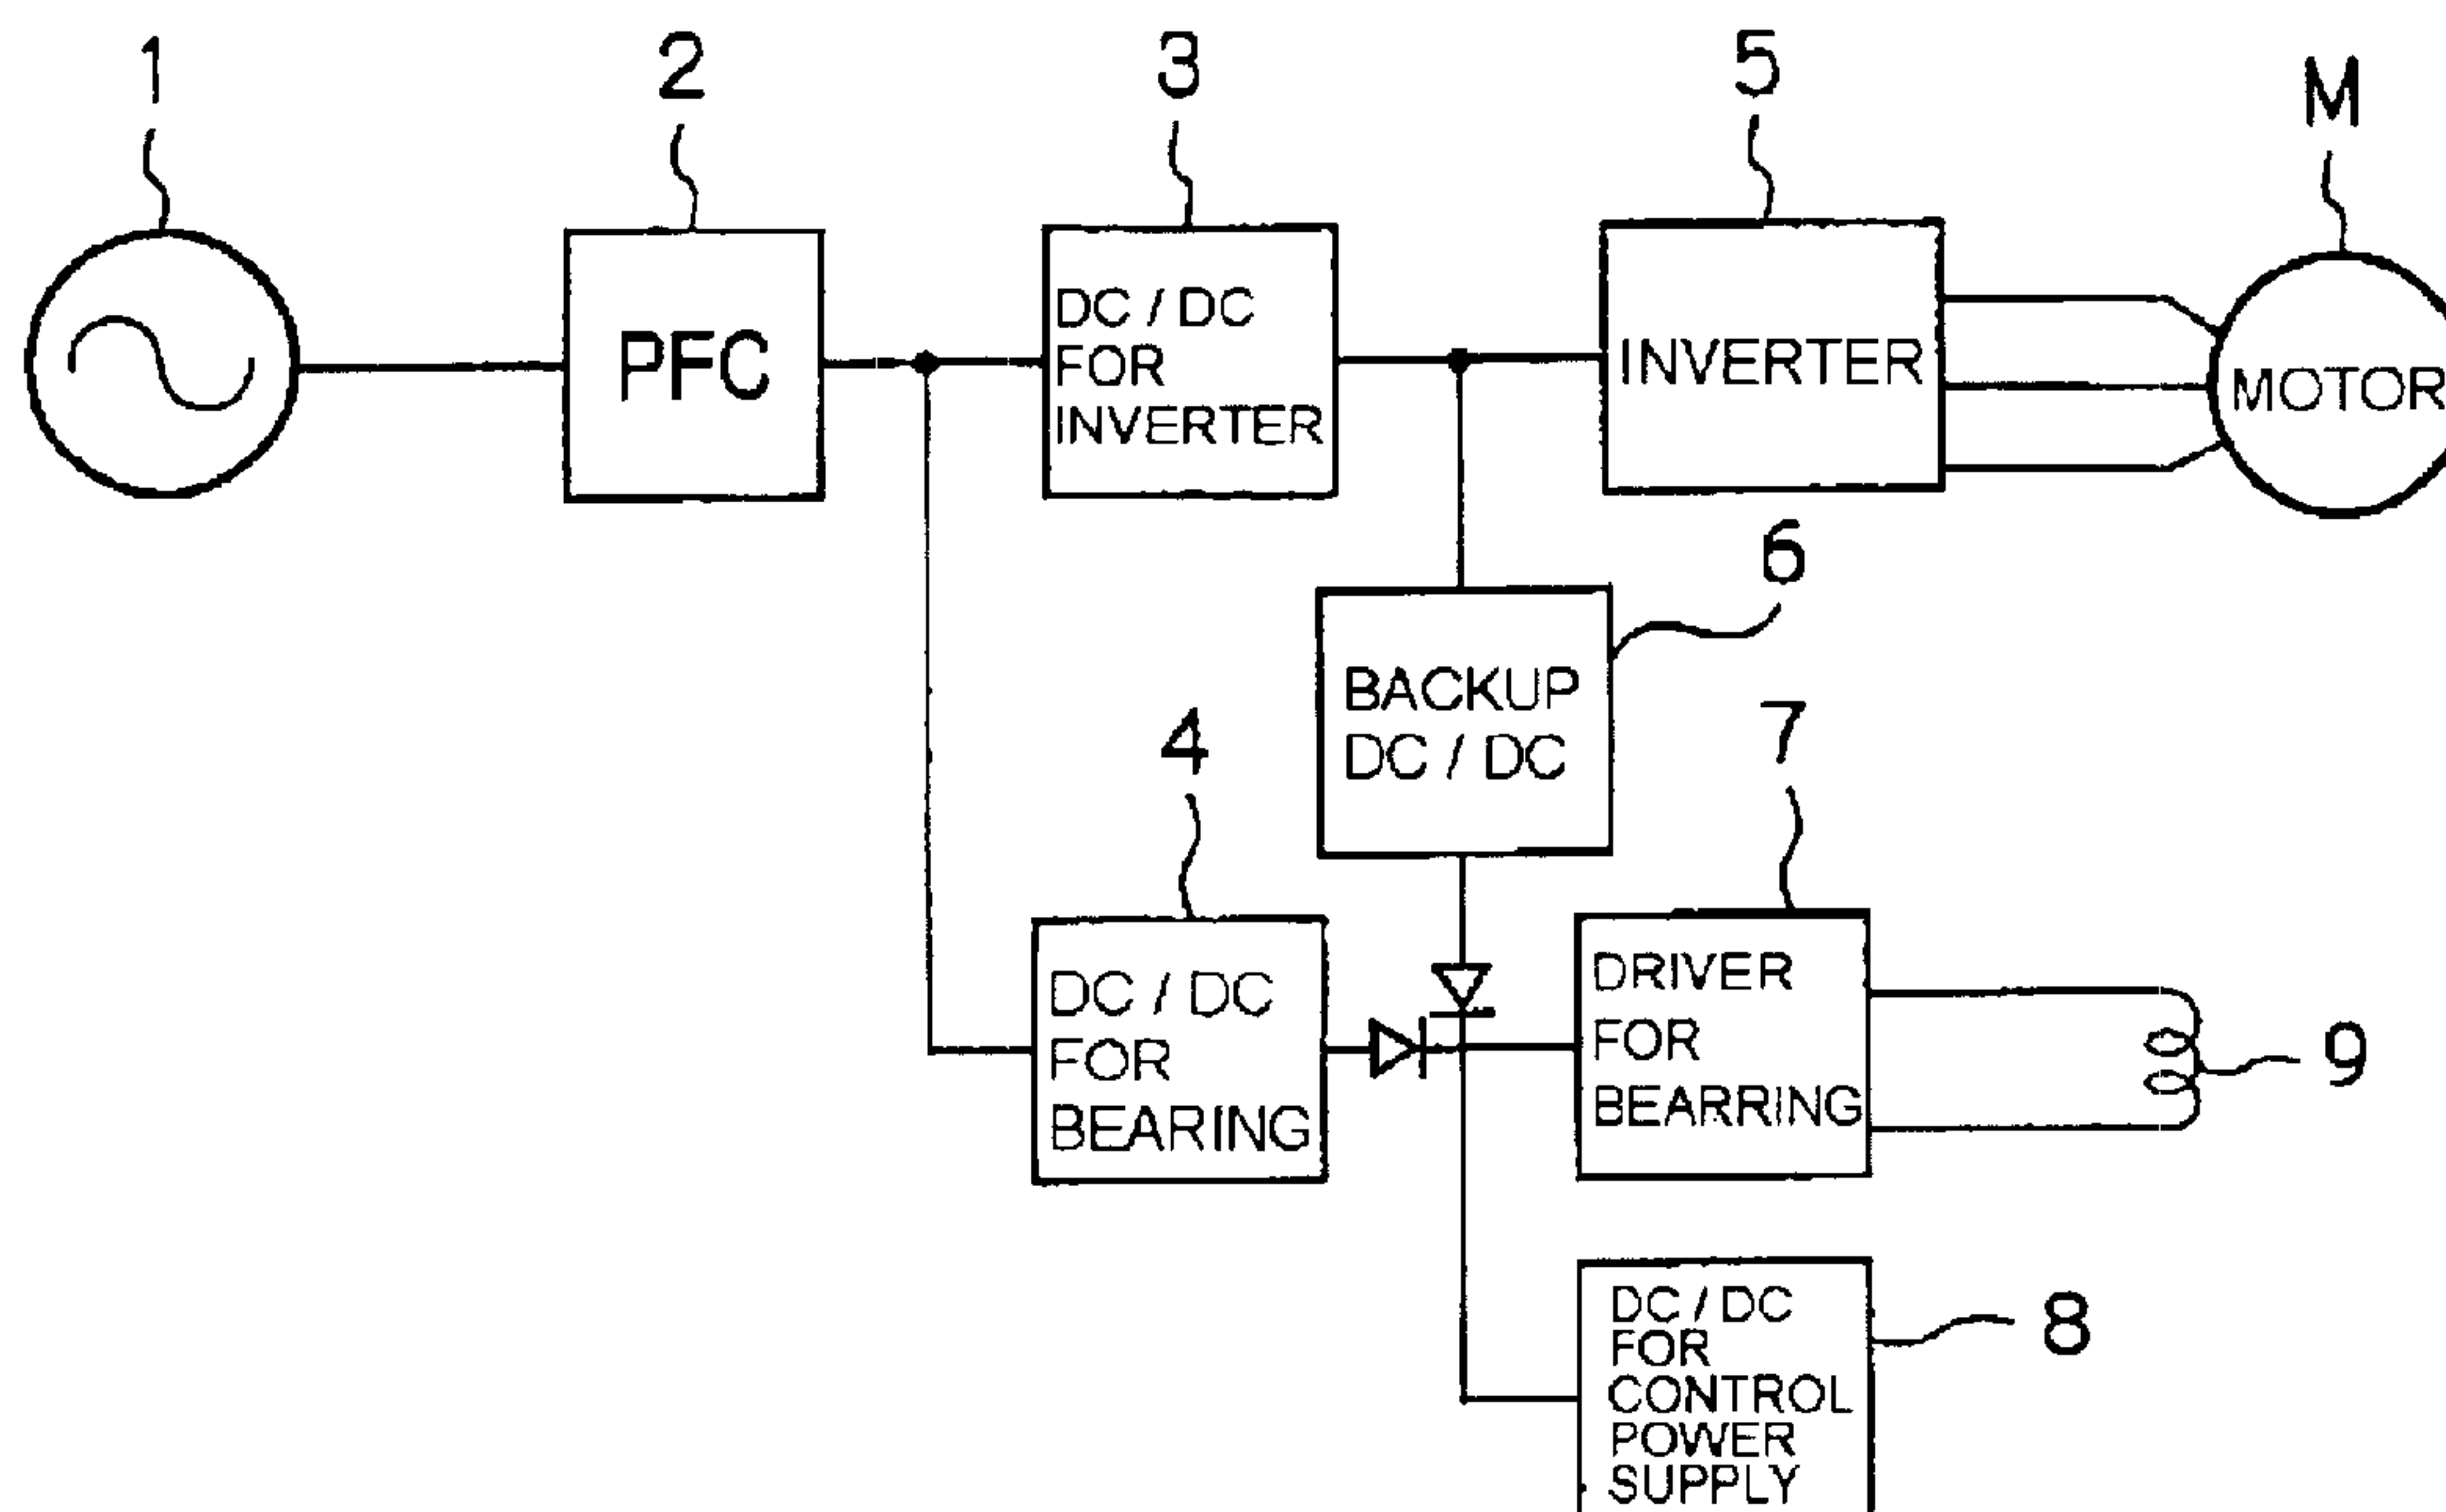 1
2
3
5
M
PFC
DC / DC
FOR
INVERTER
INVERTER
MOTOR
6
BACKUP
DC / DC
4
7
DC / DC
FOR
BEARING
DRIVER
FOR
BEARRING
9
DC / DC
FOR
CONTROL
POWER
SUPPLY
8